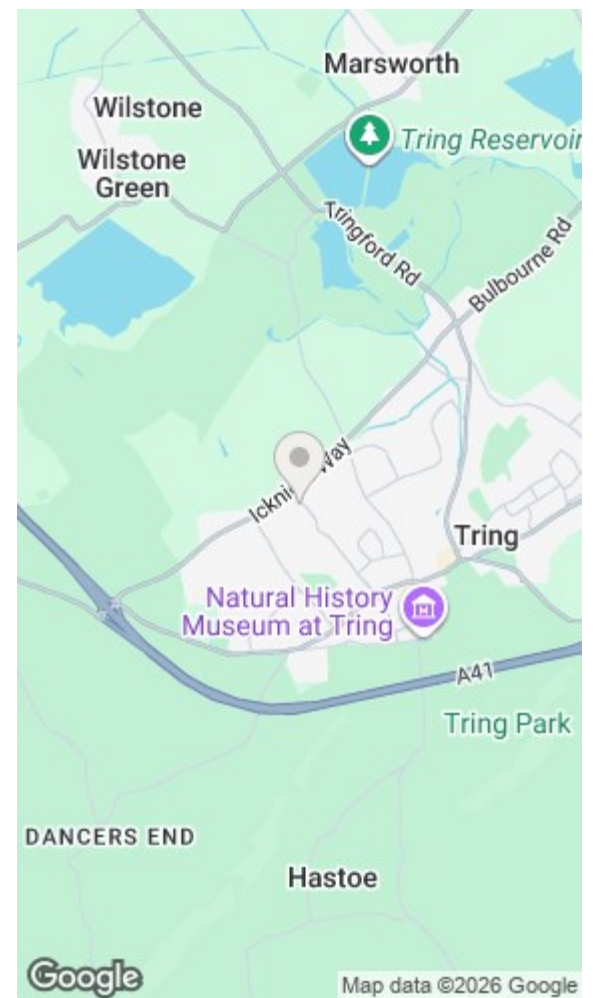 Marsworth
Wilstone
Tring Reservoir
Wilstone
Green
Tringford Rd
Bulbourne Rd
Icknield Way
Tring
Natural History
Museum at Tring
A41
Tring Park
DANCERS END
Hastoe
Google
Map data ©2026 Google